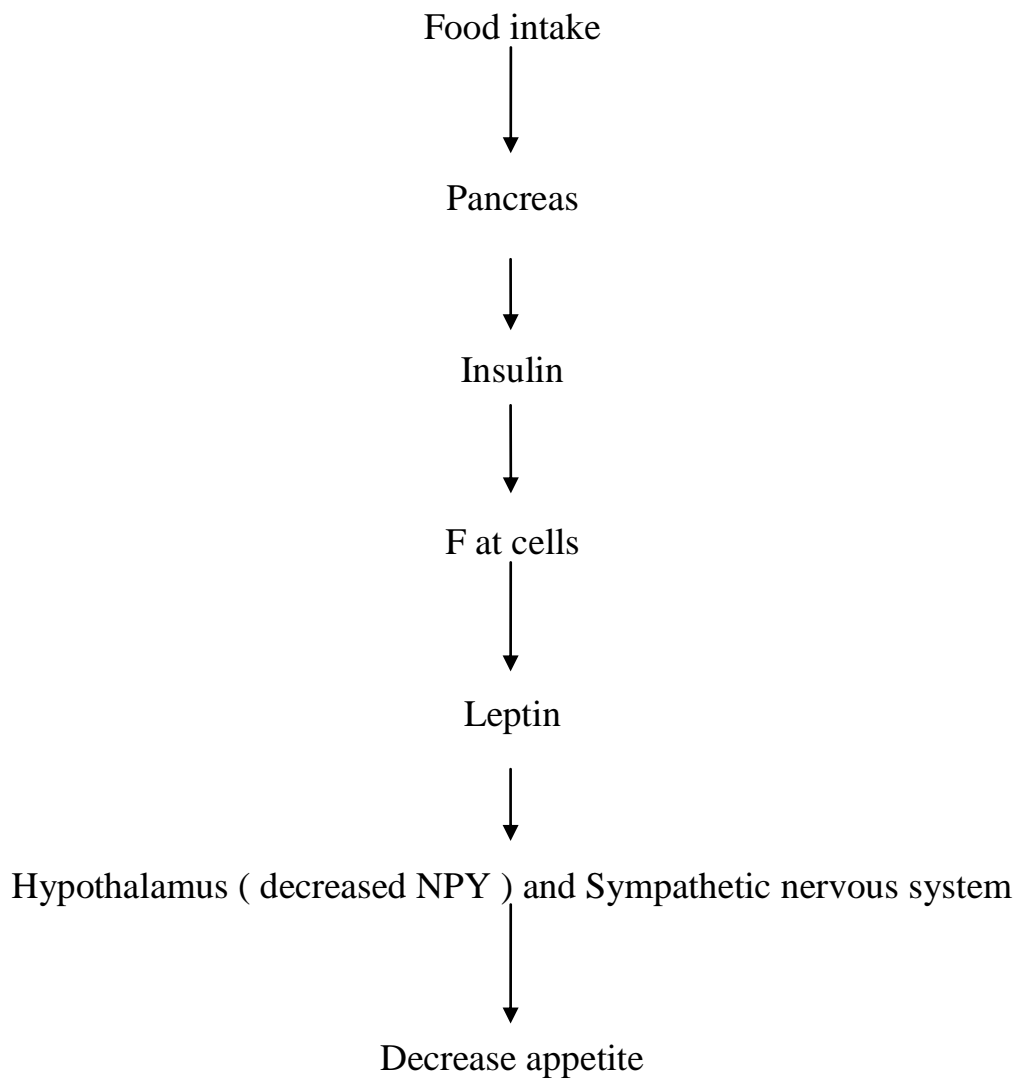 Food intake
Pancreas
Insulin
F at cells
Leptin
Hypothalamus ( decreased NPY ) and Sympathetic nervous system
Decrease appetite